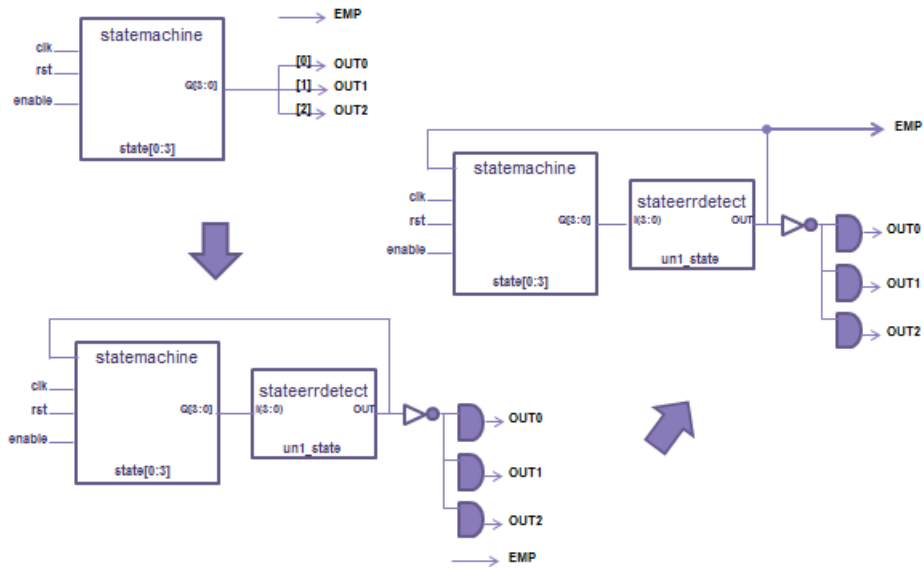 EMP
statemachine
clk
rst
enable
Q[3:0]
state[0:3]
[0] OUT0
[1] OUT1
[2] OUT2
EMP
statemachine
clk
rst
enable
Q[3:0]
state[0:3]
stateerrdetect
I(3:0)
OUT
un1_state
OUT0
OUT1
OUT2
statemachine
clk
rst
enable
Q[3:0]
state[0:3]
stateerrdetect
I(3:0)
OUT
un1_state
OUT0
OUT1
OUT2
EMP